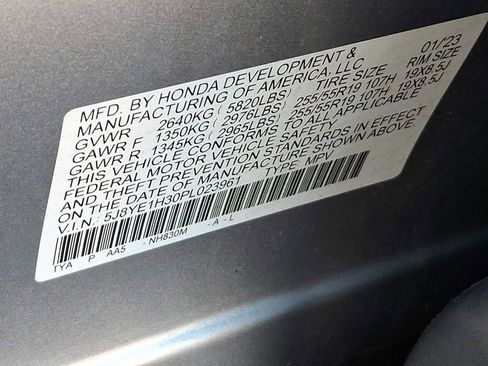 MFD. BY HONDA DEVELOPMENT & 01/'23
MANUFACTURING OF AMERICA, LLC
GVWR 2640KG ( 5820LBS) TIRE SIZE RIM SIZE
GAWR F 1350KG ( 2976LBS) 255/55R19 107H 19X8.5J
GAWR R 1345KG ( 2965LBS) 255/55R19 107H 19X8.5J
THIS VEHICLE CONFORMS TO ALL APPLICABLE
FEDERAL MOTOR VEHICLE SAFETY
AND THEFT PREVENTION STANDARDS IN EFFECT
ON THE DATE OF MANUFACTURE SHOWN ABOVE.
V.I.N.: 5J8YE1H30PL023961 TYPE: MPV
TYA P AA5 - NH830M - A - L